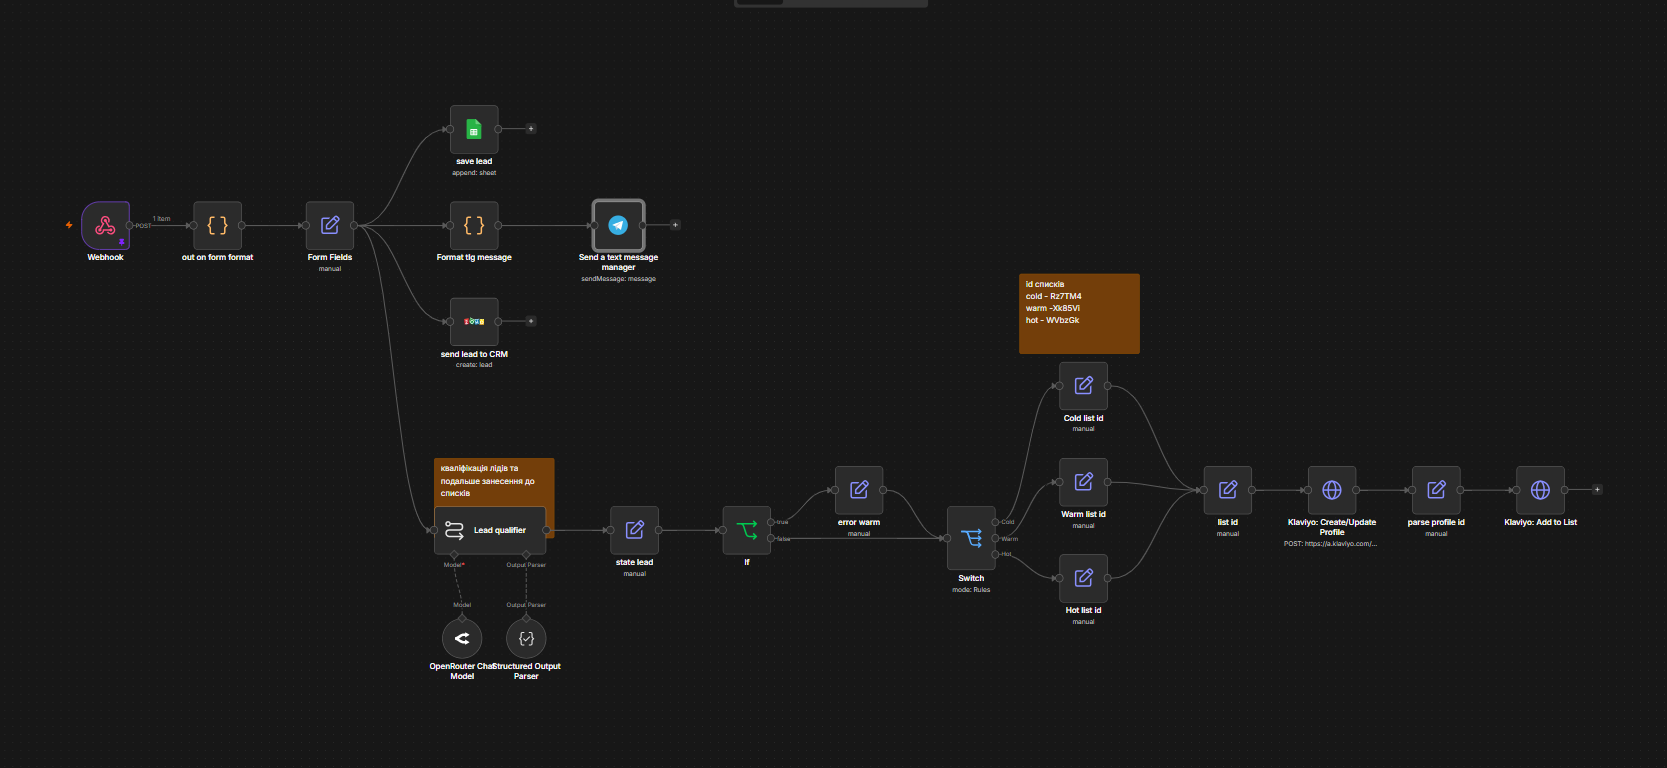 save lead
append: sheet
POST
1 item
Webhook
out on form format
Form Fields
manual
Format tlg message
Send a text message
manager
sendMessage: message
send lead to CRM
create: lead
id списків
cold - Rz7TM4
warm -Xk85Vi
hot - WVbzGk
Cold list id
manual
кваліфікація лідів та
подальше занесення до
списків
Lead qualifier
Model*
Output Parser
Model
Output Parser
OpenRouter Chat
Model
Structured Output
Parser
state lead
manual
true
false
If
error warm
manual
Cold
Warm
Hot
Switch
mode: Rules
Warm list id
manual
Hot list id
manual
list id
manual
Klaviyo: Create/Update
Profile
POST: https://a.klaviyo.com/...
parse profile id
manual
Klaviyo: Add to List